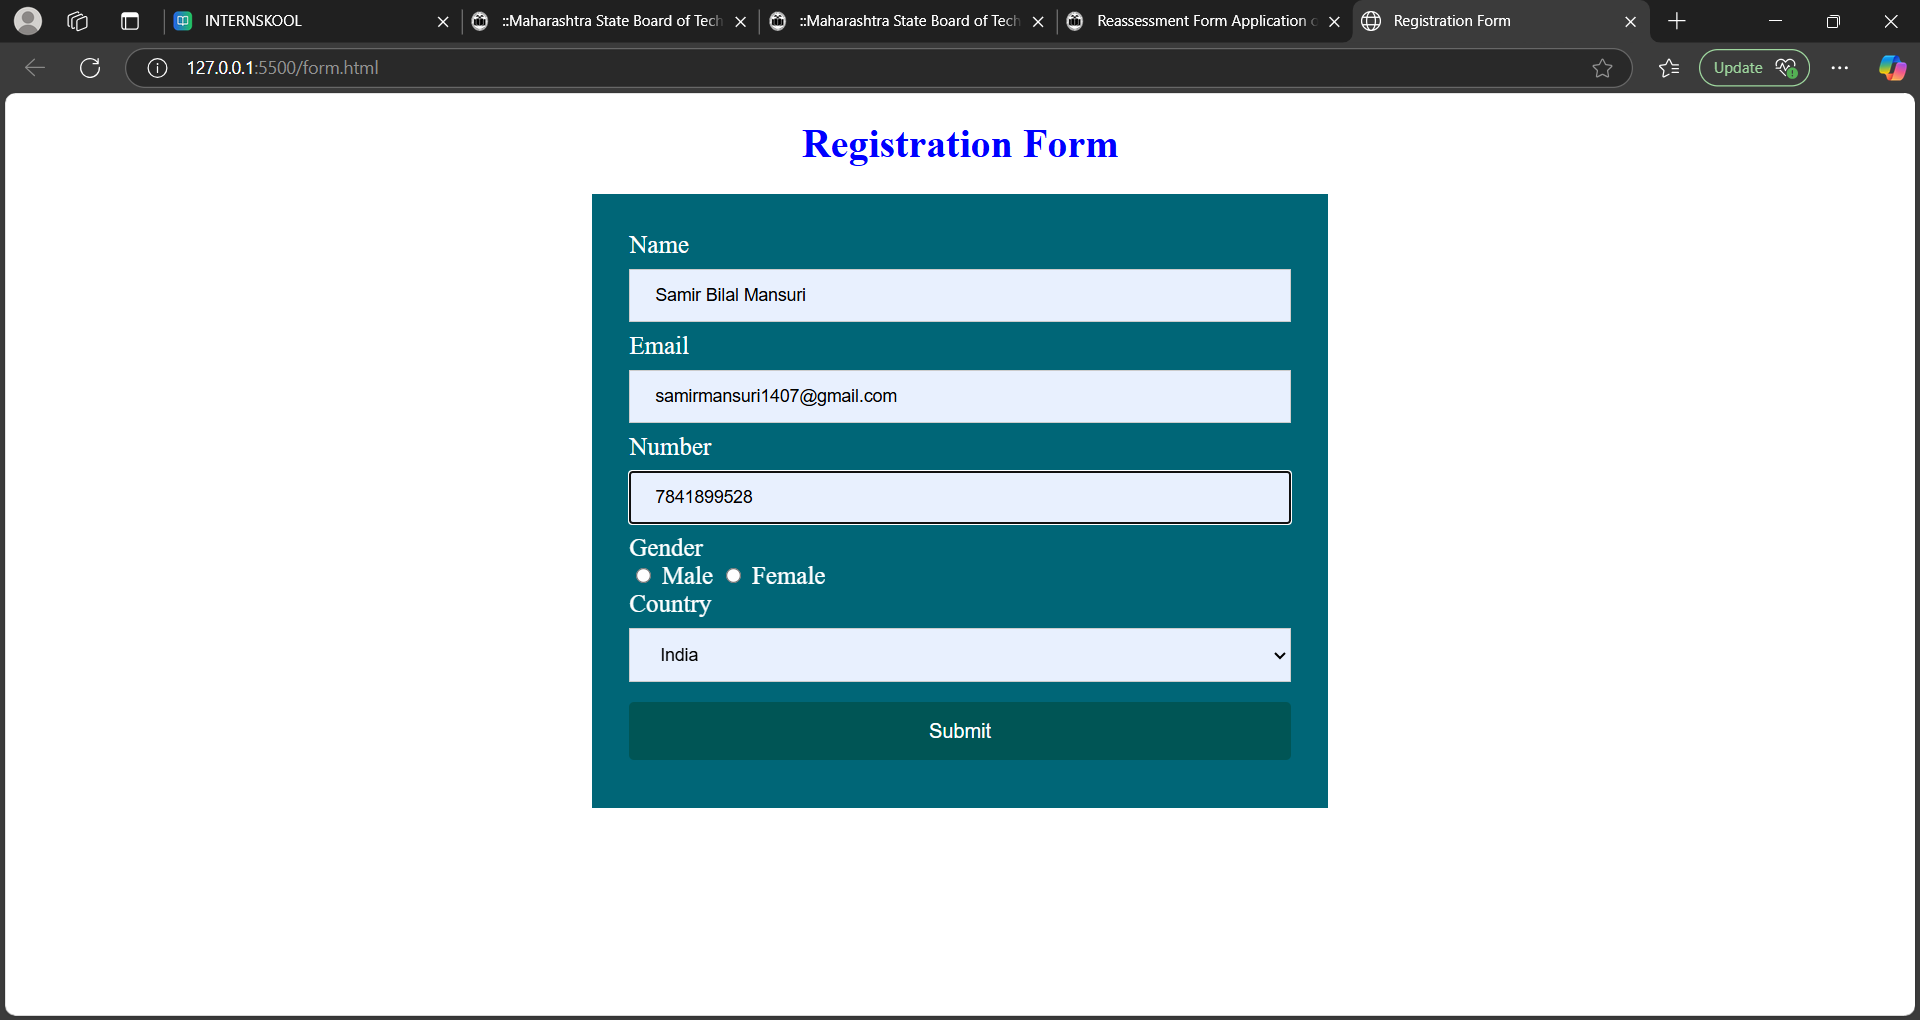 INTERNSKOOL
::Maharashtra State Board of Tech
::Maharashtra State Board of Tech
Reassessment Form Application
Registration Form
127.0.0.1:5500/form.html
Update
Registration Form
Name
Samir Bilal Mansuri
Email
samirmansuri1407@gmail.com
Number
7841899528
Gender
Male Female
Country
India
Submit